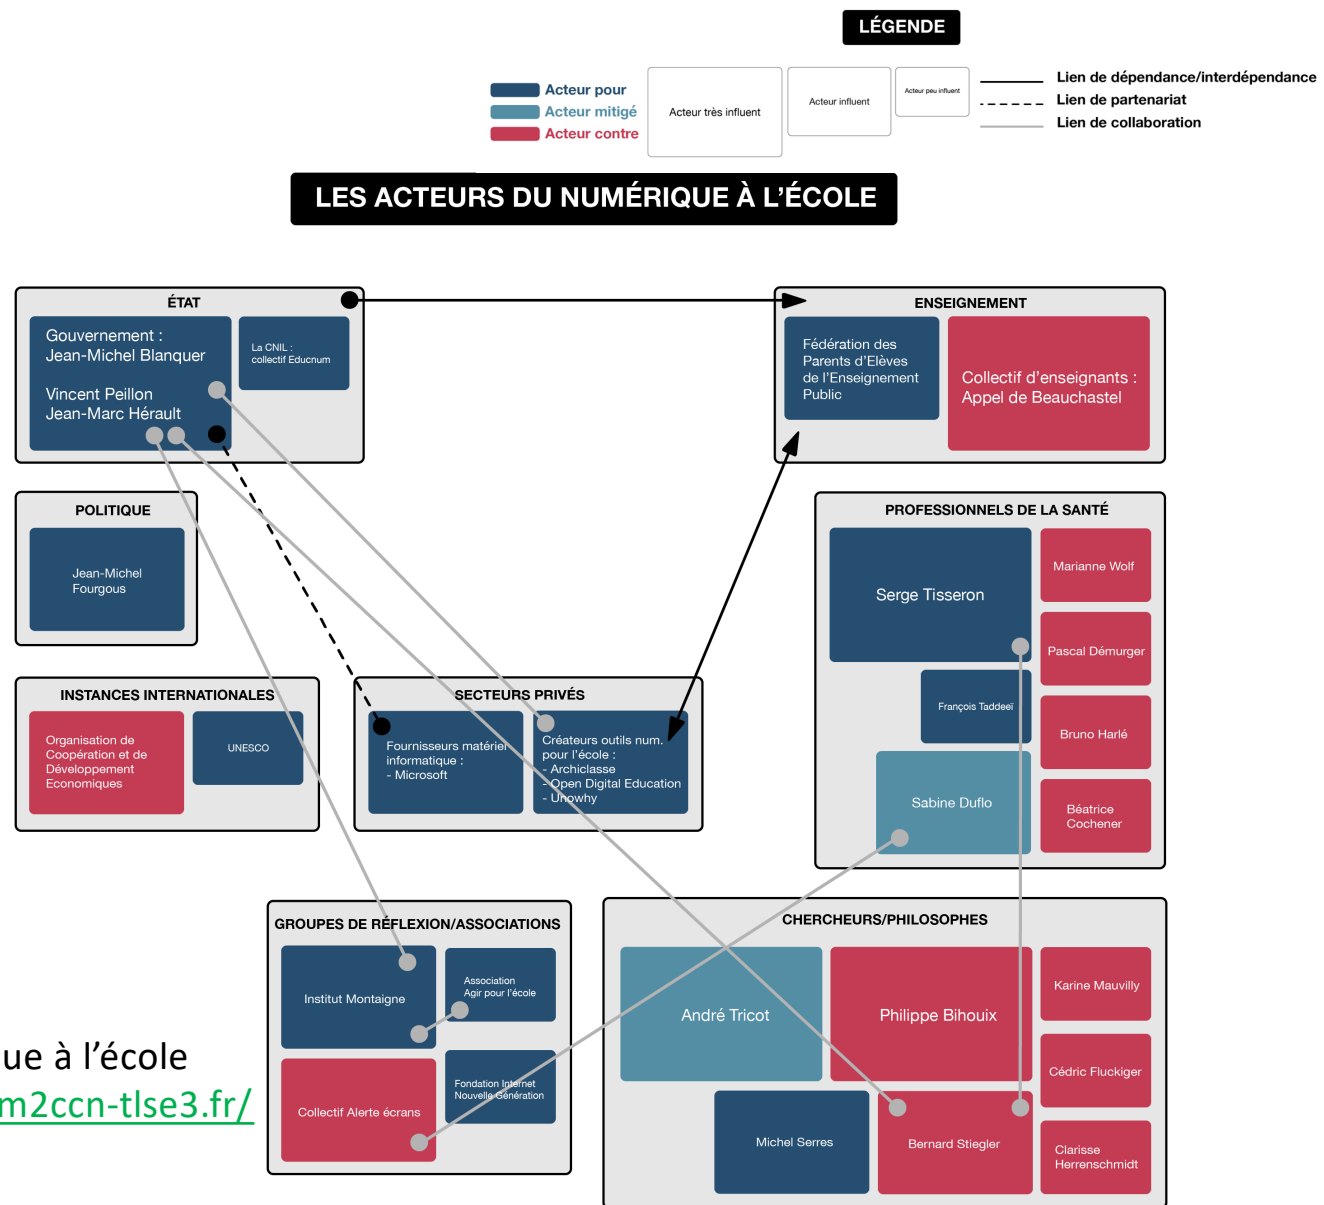 LÉGENDE
Acteur pour
Acteur mitigé
Acteur contre
Acteur très influent
Acteur influent
Acteur peu influent
Lien de dépendance/interdépendance
Lien de partenariat
Lien de collaboration
LES ACTEURS DU NUMÉRIQUE À L'ÉCOLE
ÉTAT
Gouvernement :
Jean-Michel Blanquer
Vincent Peillon
Jean-Marc Hérault
La CNIL :
collectif Educnum
ENSEIGNEMENT
Fédération des
Parents d'Elèves
de l'Enseignement
Public
Collectif d'enseignants :
Appel de Beauchastel
POLITIQUE
Jean-Michel
Fourgous
PROFESSIONNELS DE LA SANTÉ
Serge Tisseron
Marianne Wolf
Pascal Démurger
François Taddeeï
Bruno Harlé
Sabine Duflo
Béatrice
Cochener
INSTANCES INTERNATIONALES
Organisation de
Coopération et de
Développement
Economiques
UNESCO
SECTEURS PRIVÉS
Fournisseurs matériel
informatique :
- Microsoft
Créateurs outils num.
pour l'école :
- Archiclasse
- Open Digital Education
- Unowhy
GROUPES DE RÉFLEXION/ASSOCIATIONS
Institut Montaigne
Association
Agir pour l'école
Collectif Alerte écrans
Fondation Internet
Nouvelle Génération
CHERCHEURS/PHILOSOPHES
André Tricot
Philippe Bihouix
Karine Mauvilly
Cédric Fluckiger
Michel Serres
Bernard Stiegler
Clarisse
Herrenschmidt
ue à l'école
m2ccn-tlse3.fr/